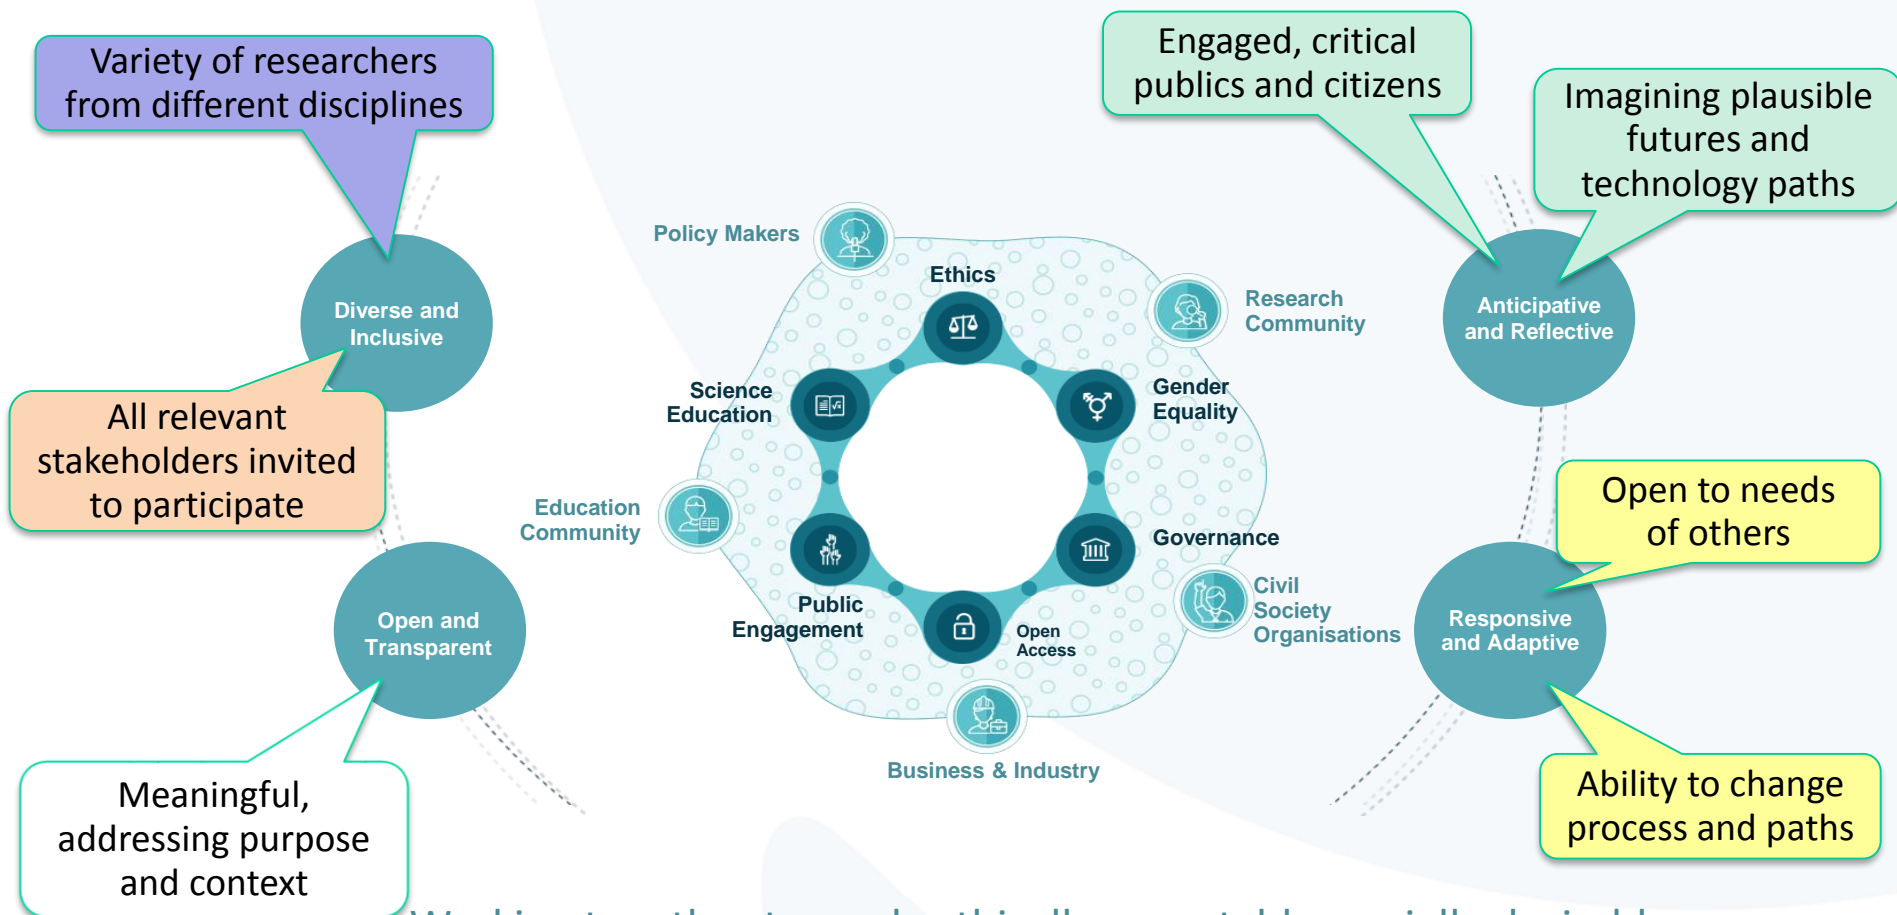 Variety of researchers
from different disciplines
Engaged, critical
publics and citizens
Imagining plausible
futures and
technology paths
Diverse and
Inclusive
All relevant
stakeholders invited
to participate
Open and
Transparent
Meaningful,
addressing purpose
and context
Policy Makers
Ethics
Research
Community
Science
Education
Gender
Equality
Education
Community
Governance
Public
Engagement
Open
Access
Civil
Society
Organisations
Business & Industry
Anticipative
and Reflective
Open to needs
of others
Responsive
and Adaptive
Ability to change
process and paths